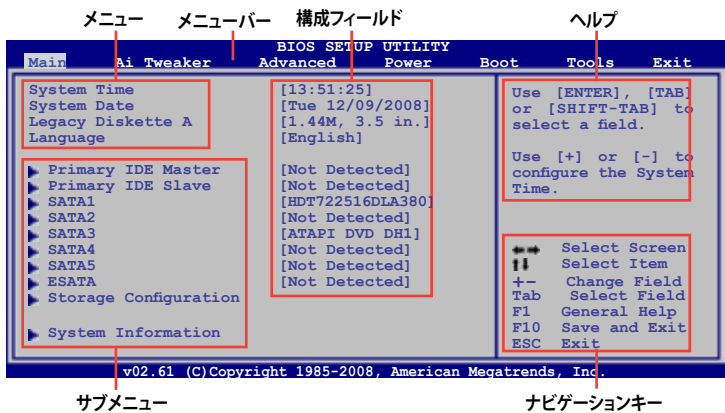 メニュー メニューバー 構成フィールド ヘルプ
BIOS SETUP UTILITY
Main Ai Tweaker Advanced Power Boot Tools Exit
System Time [13:51:25]
System Date [Tue 12/09/2008]
Legacy Diskette A [1.44M, 3.5 in.]
Language [English]
Primary IDE Master [Not Detected]
Primary IDE Slave [Not Detected]
SATA1 [HDT722516DLA380]
SATA2 [Not Detected]
SATA3 [ATAPI DVD DH1]
SATA4 [Not Detected]
SATA5 [Not Detected]
ESATA [Not Detected]
Storage Configuration
System Information
Use [ENTER], [TAB]
or [SHIFT-TAB] to
select a field.
Use [+] or [-] to
configure the System
Time.
←→ Select Screen
↑↓ Select Item
+- Change Field
Tab Select Field
F1 General Help
F10 Save and Exit
ESC Exit
v02.61 (C)Copyright 1985-2008, American Megatrends, Inc.
サブメニュー ナビゲーションキー